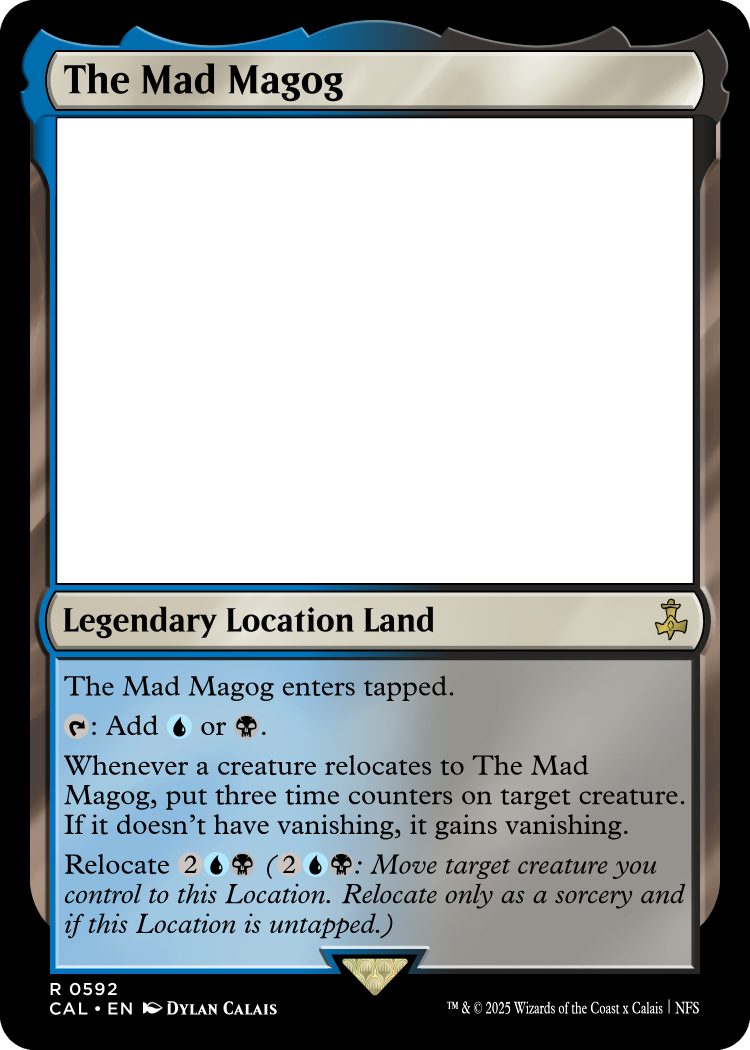 The Mad Magog
Legendary Location Land
The Mad Magog enters tapped.
: Add or .
Whenever a creature relocates to The Mad
Magog, put three time counters on target creature.
If it doesn't have vanishing, it gains vanishing.
Relocate 2 (2 : Move target creature you
control to this Location. Relocate only as a sorcery and
if this Location is untapped.)
R 0592
CAL • EN DYLAN CALAIS
™ & © 2025 Wizards of the Coast x Calais | NFS